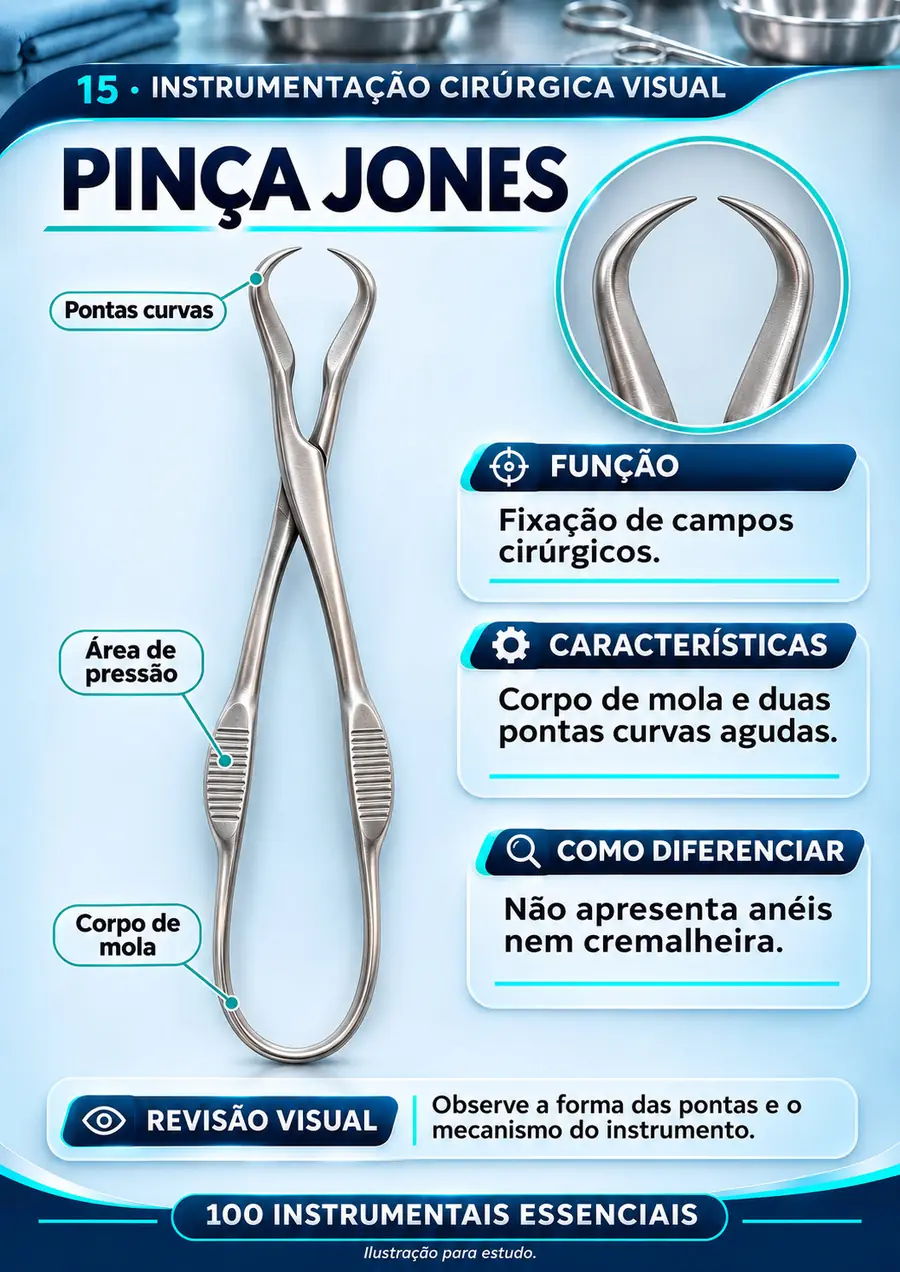 15 · INSTRUMENTAÇÃO CIRÚRGICA VISUAL
PINÇA JONES
Pontas curvas
FUNÇÃO
Fixação de campos
cirúrgicos.
Área de
pressão
CARACTERÍSTICAS
Corpo de mola e duas
pontas curvas agudas.
COMO DIFERENCIAR
Não apresenta anéis
nem cremalheira.
Corpo de
mola
REVISÃO VISUAL
Observe a forma das pontas e o
mecanismo do instrumento.
100 INSTRUMENTAIS ESSENCIAIS
Ilustração para estudo.